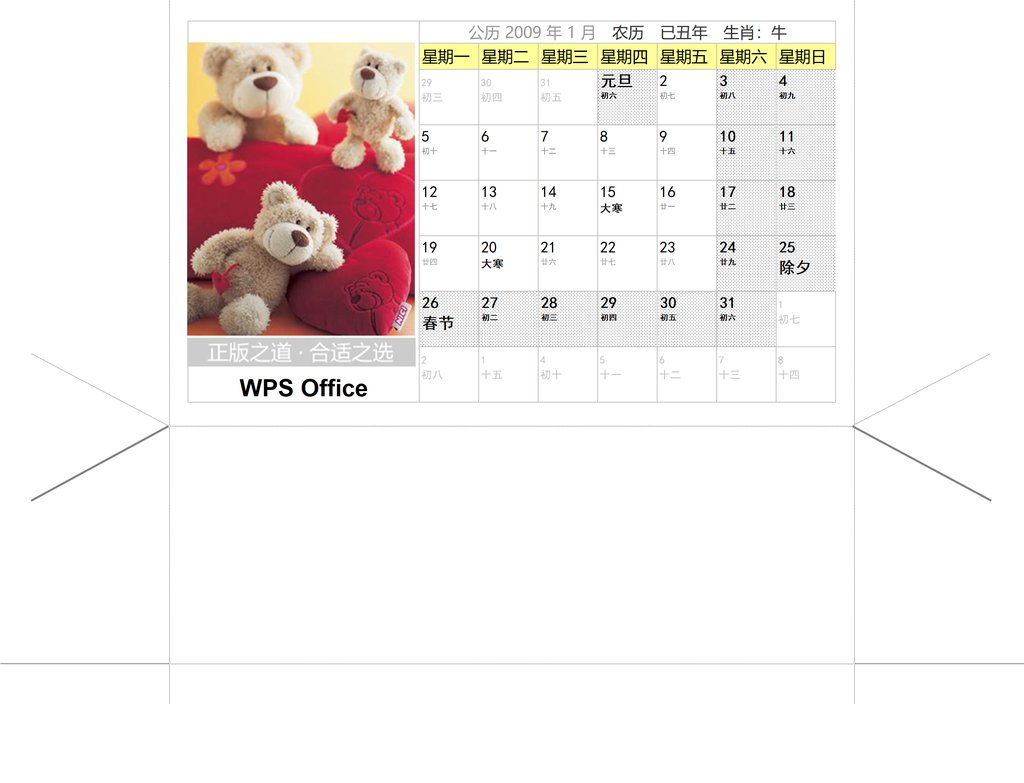 公历 2009 年 1 月 农历 己丑年 生肖：牛
星期一 星期二 星期三 星期四 星期五 星期六 星期日
29 30 31 元旦 2 3 4
初三 初四 初五 初六 初七 初八 初九
5 6 7 8 9 10 11
初十 十一 十二 十三 十四 十五 十六
12 13 14 15 16 17 18
十七 十八 十九 大寒 廿一 廿二 廿三
19 20 21 22 23 24 25
廿四 大寒 廿六 廿七 廿八 廿九 除夕
26 27 28 29 30 31 1
春节 初二 初三 初四 初五 初六 初七
2 1 4 5 6 7 8
初八 十五 初十 十一 十二 十三 十四
NICI
正版之道 · 合适之选
WPS Office